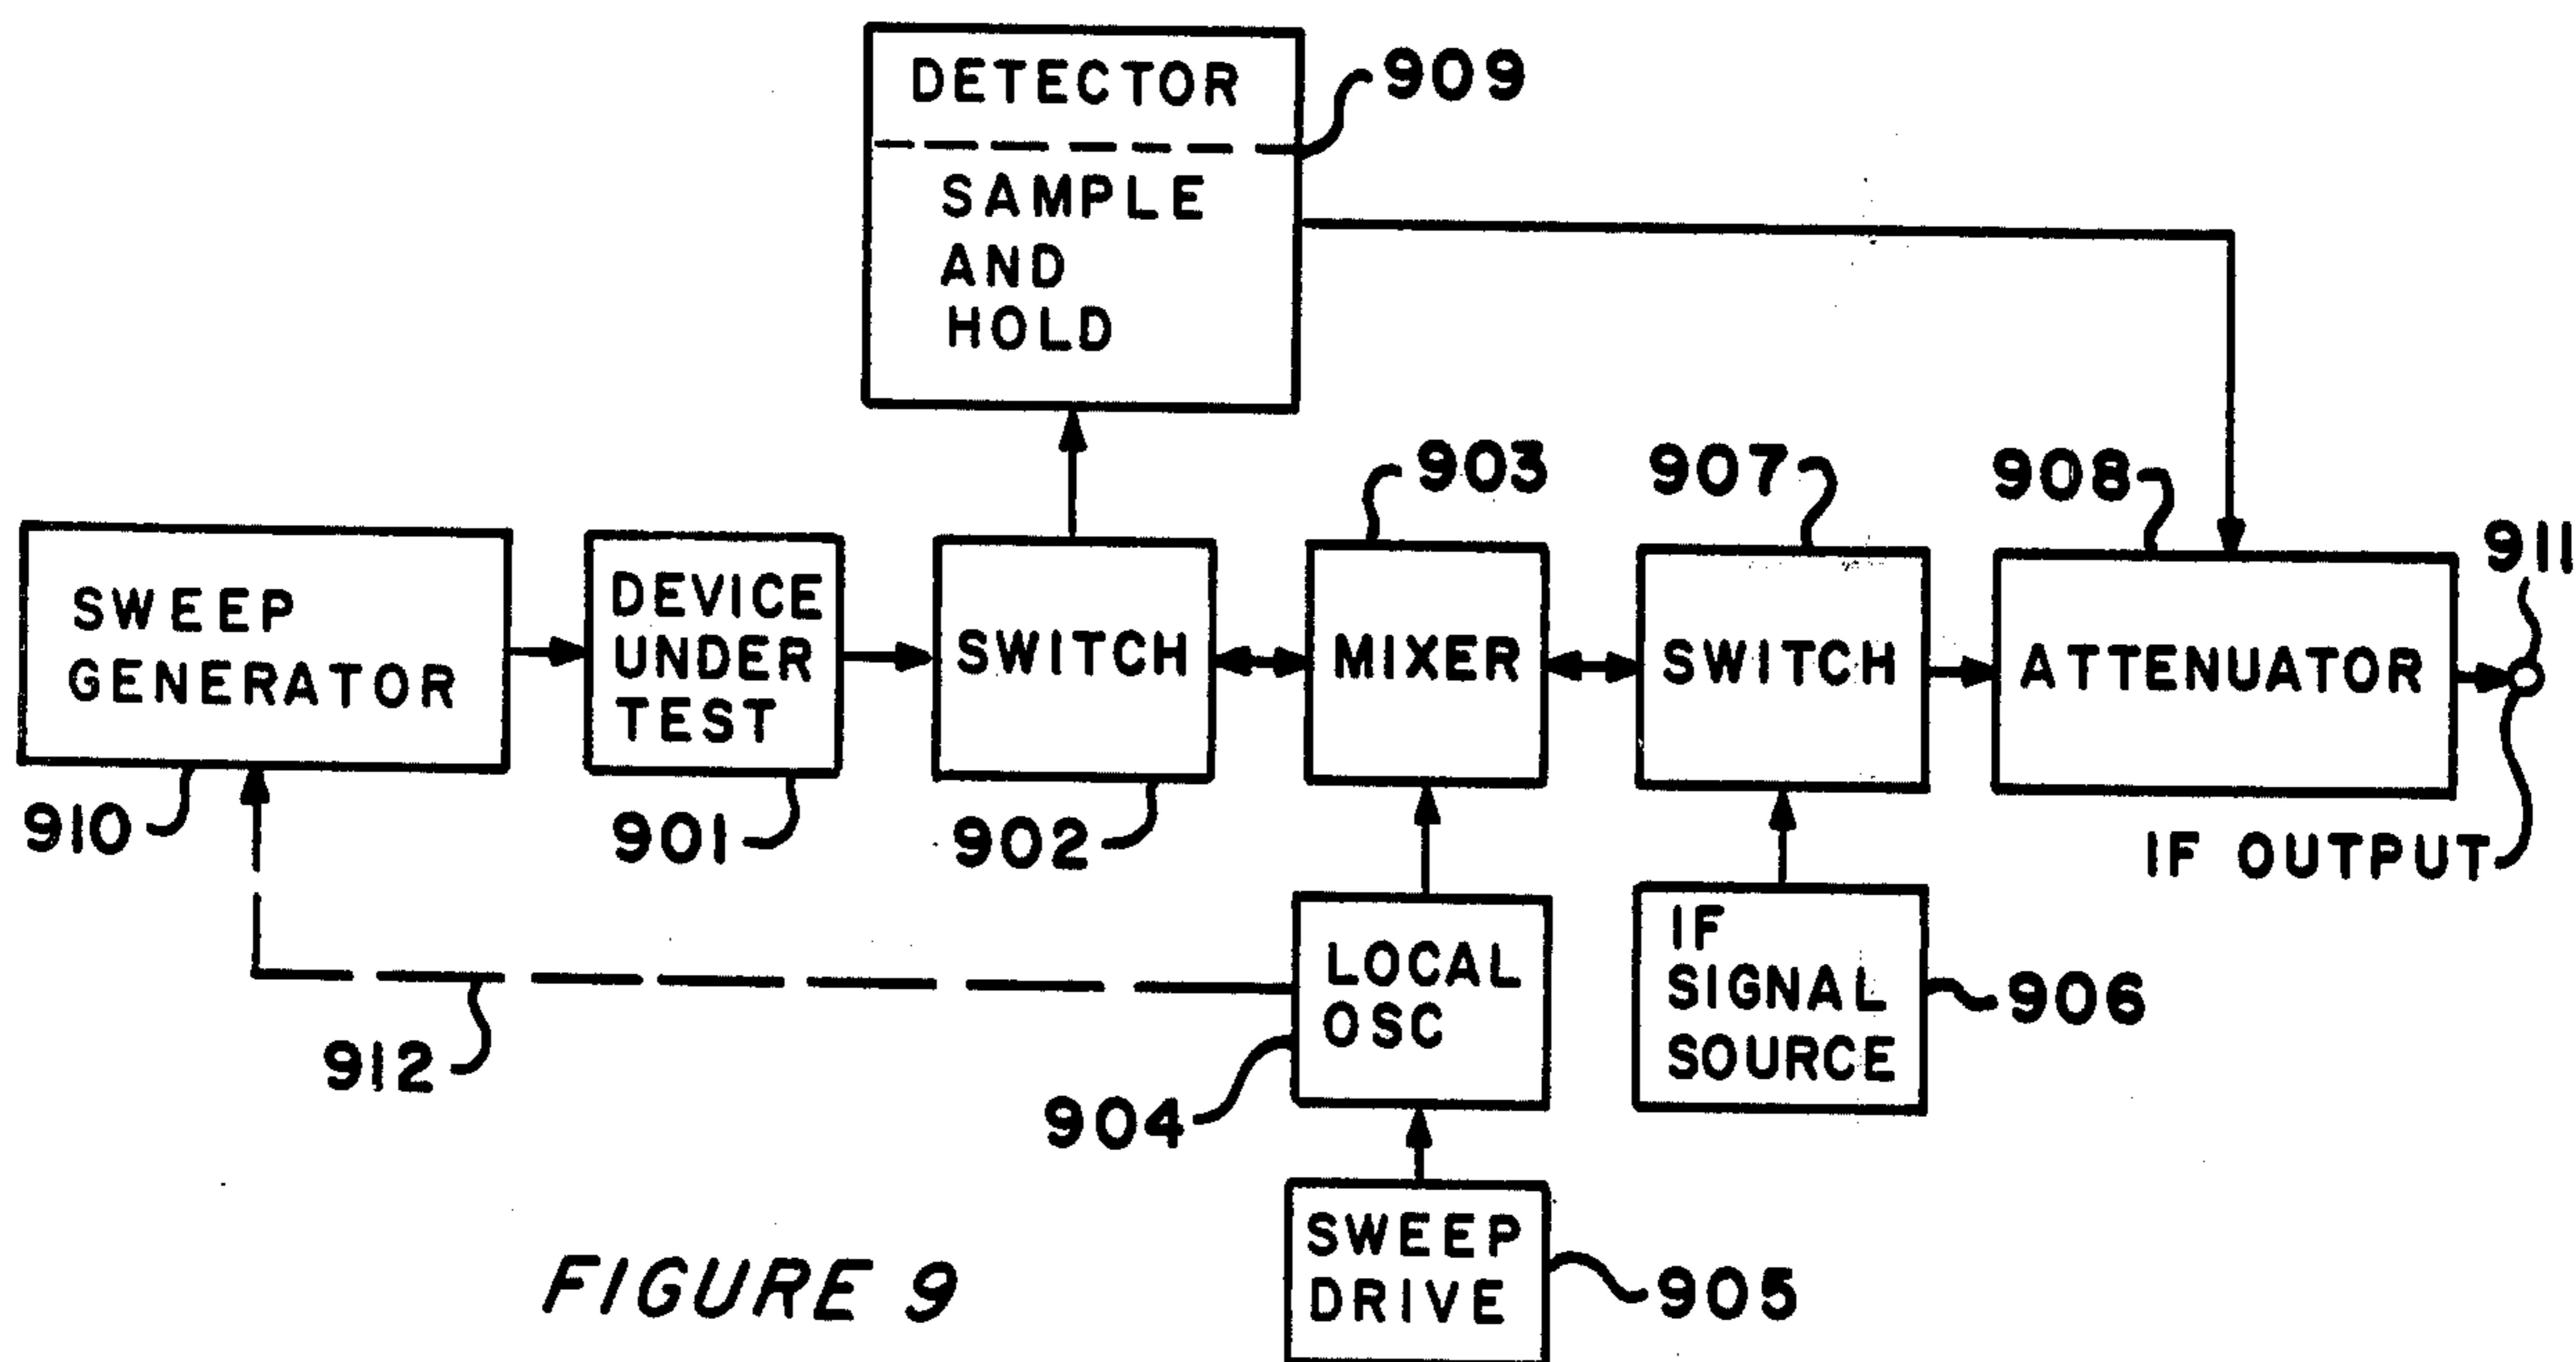 DETECTOR
909
SAMPLE
AND
HOLD
903
907
908
911
SWEEP
GENERATOR
DEVICE
UNDER
TEST
SWITCH
MIXER
SWITCH
ATTENUATOR
910
901
902
IF OUTPUT
LOCAL
OSC
IF
SIGNAL
SOURCE
906
912
904
SWEEP
DRIVE
905
FIGURE 9